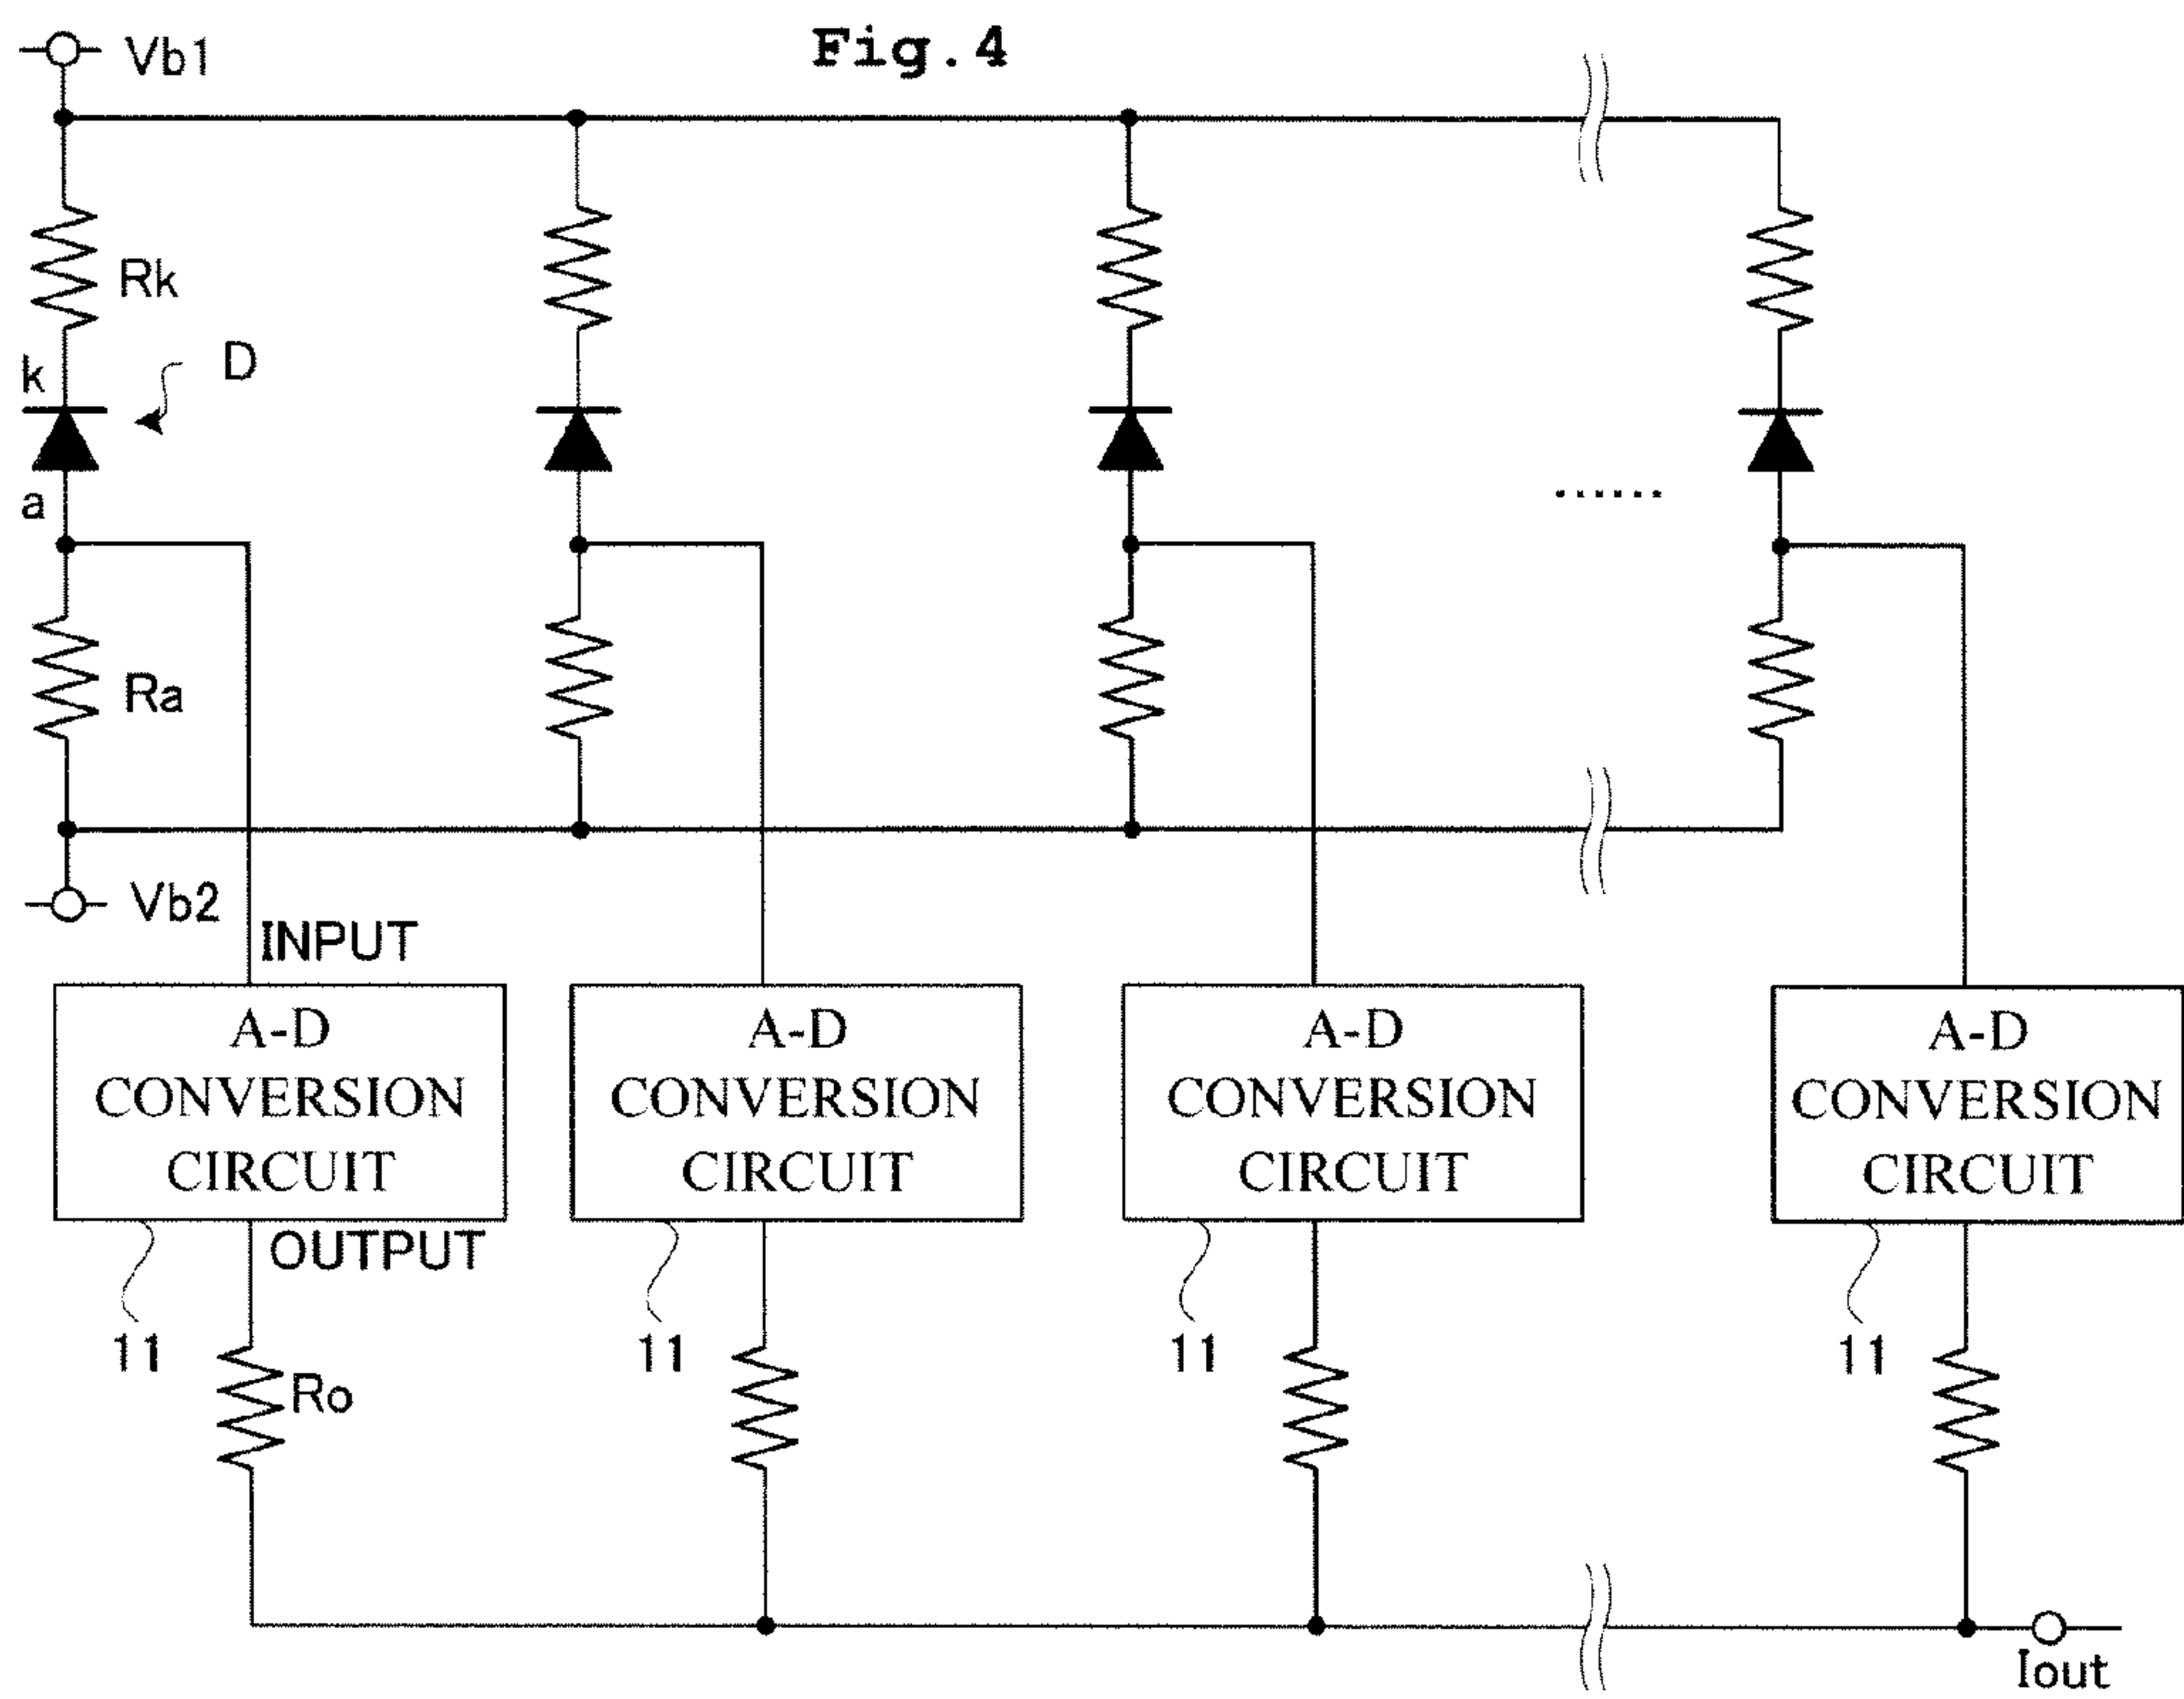 Fig.4
Vb1
Rk
k
D
a
Ra
Vb2
INPUT
A-D
CONVERSION
CIRCUIT
A-D
CONVERSION
CIRCUIT
A-D
CONVERSION
CIRCUIT
A-D
CONVERSION
CIRCUIT
OUTPUT
11
11
11
11
Ro
Iout